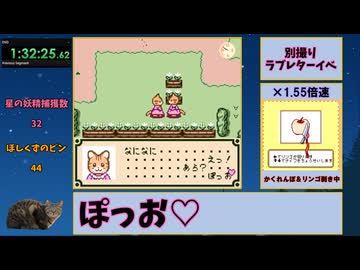 END
1:32:25.62
Previous Segment
星の妖精捕獲数
32
ほしくずのビン
44
なになに
えっ!
あら?
ぽっお
ぽっお♡
別撮り
ラブレターイベ
×1.55倍速
かくれんぼ&リンゴ剥き中